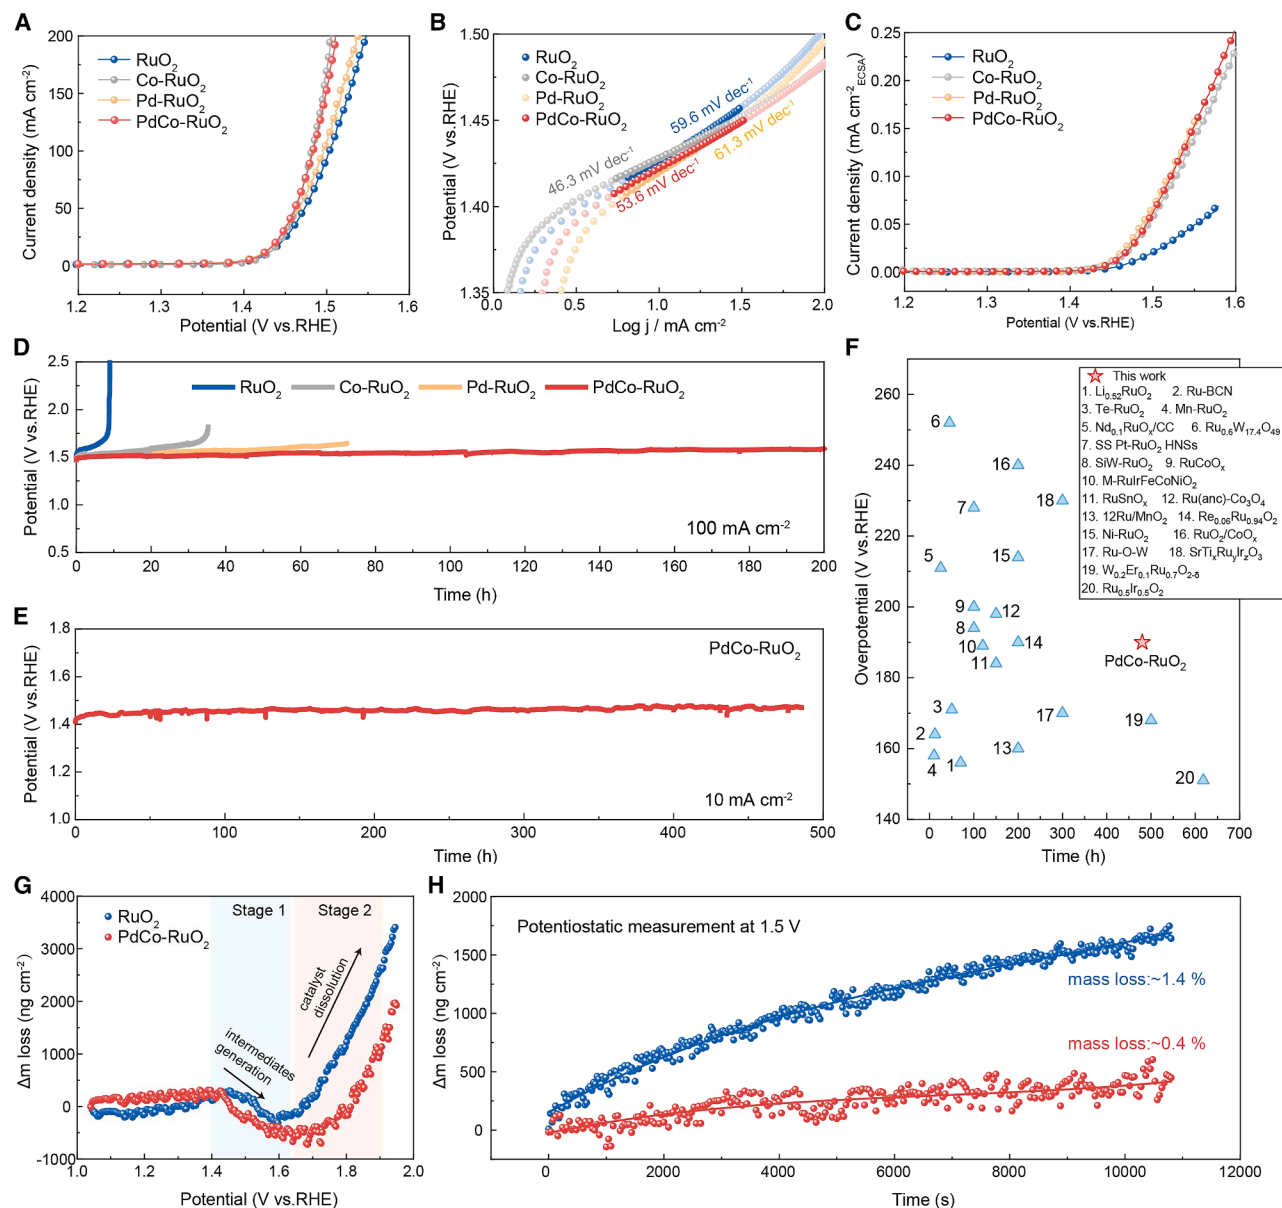 A
200
150
100
50
0
Current density (mA cm⁻²)
RuO₂
Co-RuO₂
Pd-RuO₂
PdCo-RuO₂
1.2
1.3
1.4
1.5
1.6
Potential (V vs.RHE)
B
1.50
1.45
1.40
1.35
Potential (V vs.RHE)
RuO₂
Co-RuO₂
Pd-RuO₂
PdCo-RuO₂
59.6 mV dec⁻¹
61.3 mV dec⁻¹
46.3 mV dec⁻¹
53.6 mV dec⁻¹
0.0
0.5
1.0
1.5
2.0
Log j / mA cm⁻²
C
0.25
0.20
0.15
0.10
0.05
0.00
Current density (mA cm⁻²ECSA)
RuO₂
Co-RuO₂
Pd-RuO₂
PdCo-RuO₂
1.2
1.3
1.4
1.5
1.6
Potential (V vs.RHE)
D
2.5
2.0
1.5
1.0
0.5
Potential (V vs.RHE)
RuO₂ Co-RuO₂ Pd-RuO₂ PdCo-RuO₂
100 mA cm⁻²
0 20 40 60 80 100 120 140 160 180 200
Time (h)
E
1.8
1.6
1.4
1.2
1.0
Potential (V vs.RHE)
PdCo-RuO₂
10 mA cm⁻²
0 100 200 300 400 500
Time (h)
F
260
240
220
200
180
160
140
Overpotential (V vs.RHE)
This work
1. Li₀.₅₂RuO₂ 2. Ru-BCN
3. Te-RuO₂ 4. Mn-RuO₂
5. Nd₀.₁RuOₓ/CC 6. Ru₀.₆W₁₇.₄O₄₉
7. SS Pt-RuO₂ HNSs
8. SiW-RuO₂ 9. RuCoOₓ
10. M-RuIrFeCoNiO₂
11. RuSnOₓ 12. Ru(anc)-Co₃O₄
13. 12Ru/MnO₂ 14. Re₀.₀₆Ru₀.₉₄O₂
15. Ni-RuO₂ 16. RuO₂/CoOₓ
17. Ru-O-W 18. SrTiₓRuᵧIr₂O₃
19. W₀.₂Er₀.₁Ru₀.₇O₂₋δ
20. Ru₀.₅Ir₀.₅O₂
6
16
7
18
5
15
9
12
8
10
14
11
PdCo-RuO₂
3
17
19
2
13
4
1
20
0 100 200 300 400 500 600 700
Time (h)
G
4000
3000
2000
1000
0
-1000
Δm loss (ng cm⁻²)
RuO₂
PdCo-RuO₂
Stage 1
Stage 2
intermediates
generation
catalyst
dissolution
1.0 1.2 1.4 1.6 1.8 2.0
Potential (V vs.RHE)
H
2000
1500
1000
500
0
Δm loss (ng cm⁻²)
Potentiostatic measurement at 1.5 V
mass loss:~1.4 %
mass loss:~0.4 %
0 2000 4000 6000 8000 10000 12000
Time (s)